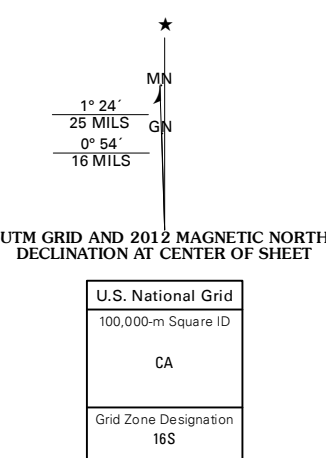 ★
MN
1° 24´
25 MILS
GN
0° 54´
16 MILS
UTM GRID AND 2012 MAGNETIC NORTH
DECLINATION AT CENTER OF SHEET
U.S. National Grid
100,000-m Square ID
CA
Grid Zone Designation
16S